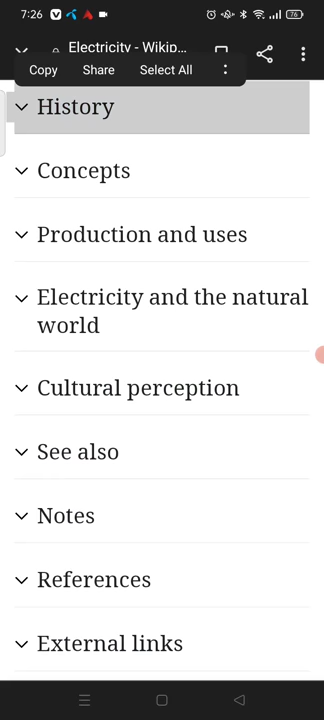 7:26
76
Electricity - Wikip...
Copy Share Select All
History
Concepts
Production and uses
Electricity and the natural
world
Cultural perception
See also
Notes
References
External links